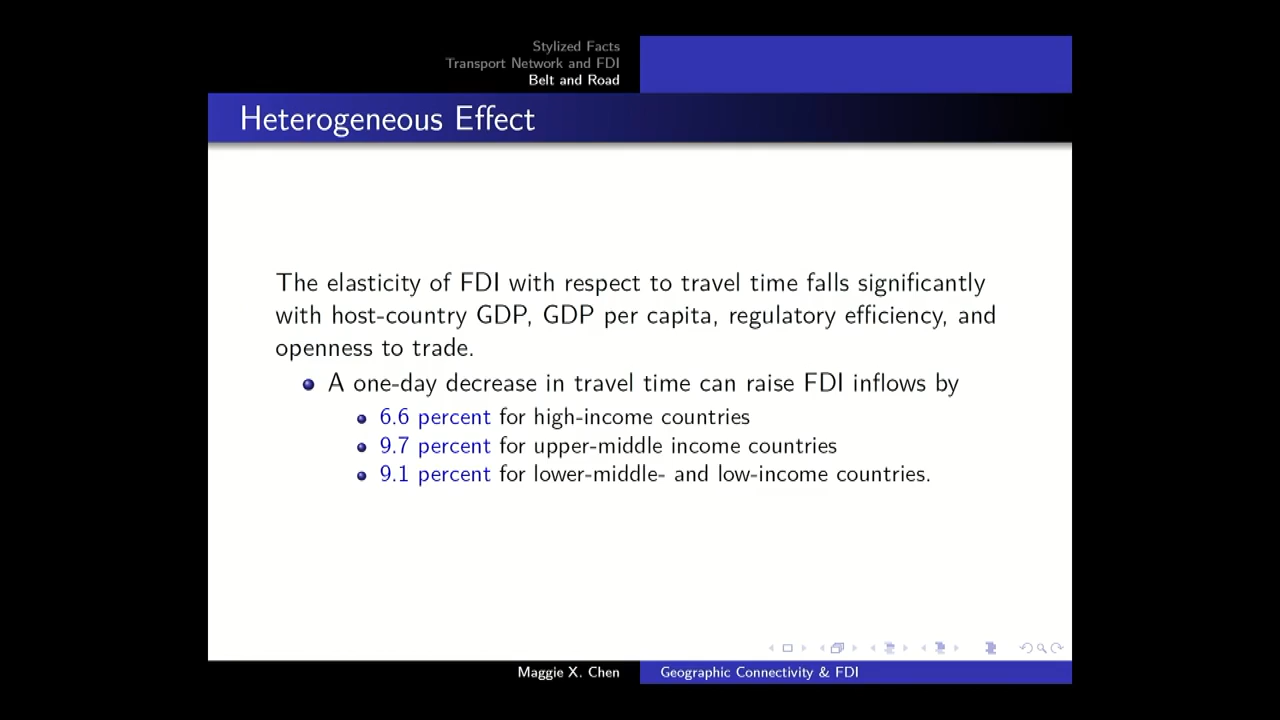 Stylized Facts
Transport Network and FDI
Belt and Road
Heterogeneous Effect
The elasticity of FDI with respect to travel time falls significantly
with host-country GDP, GDP per capita, regulatory efficiency, and
openness to trade.
A one-day decrease in travel time can raise FDI inflows by
6.6 percent for high-income countries
9.7 percent for upper-middle income countries
9.1 percent for lower-middle- and low-income countries.
Maggie X. Chen
Geographic Connectivity & FDI